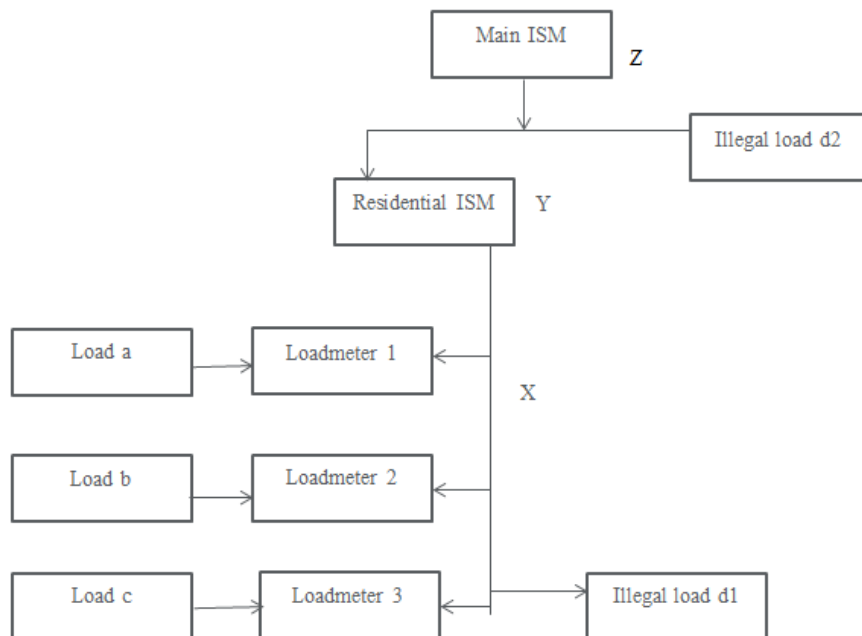 Main ISM
Z
Illegal load d2
Residential ISM
Y
Load a
Loadmeter 1
X
Load b
Loadmeter 2
Load c
Loadmeter 3
Illegal load d1